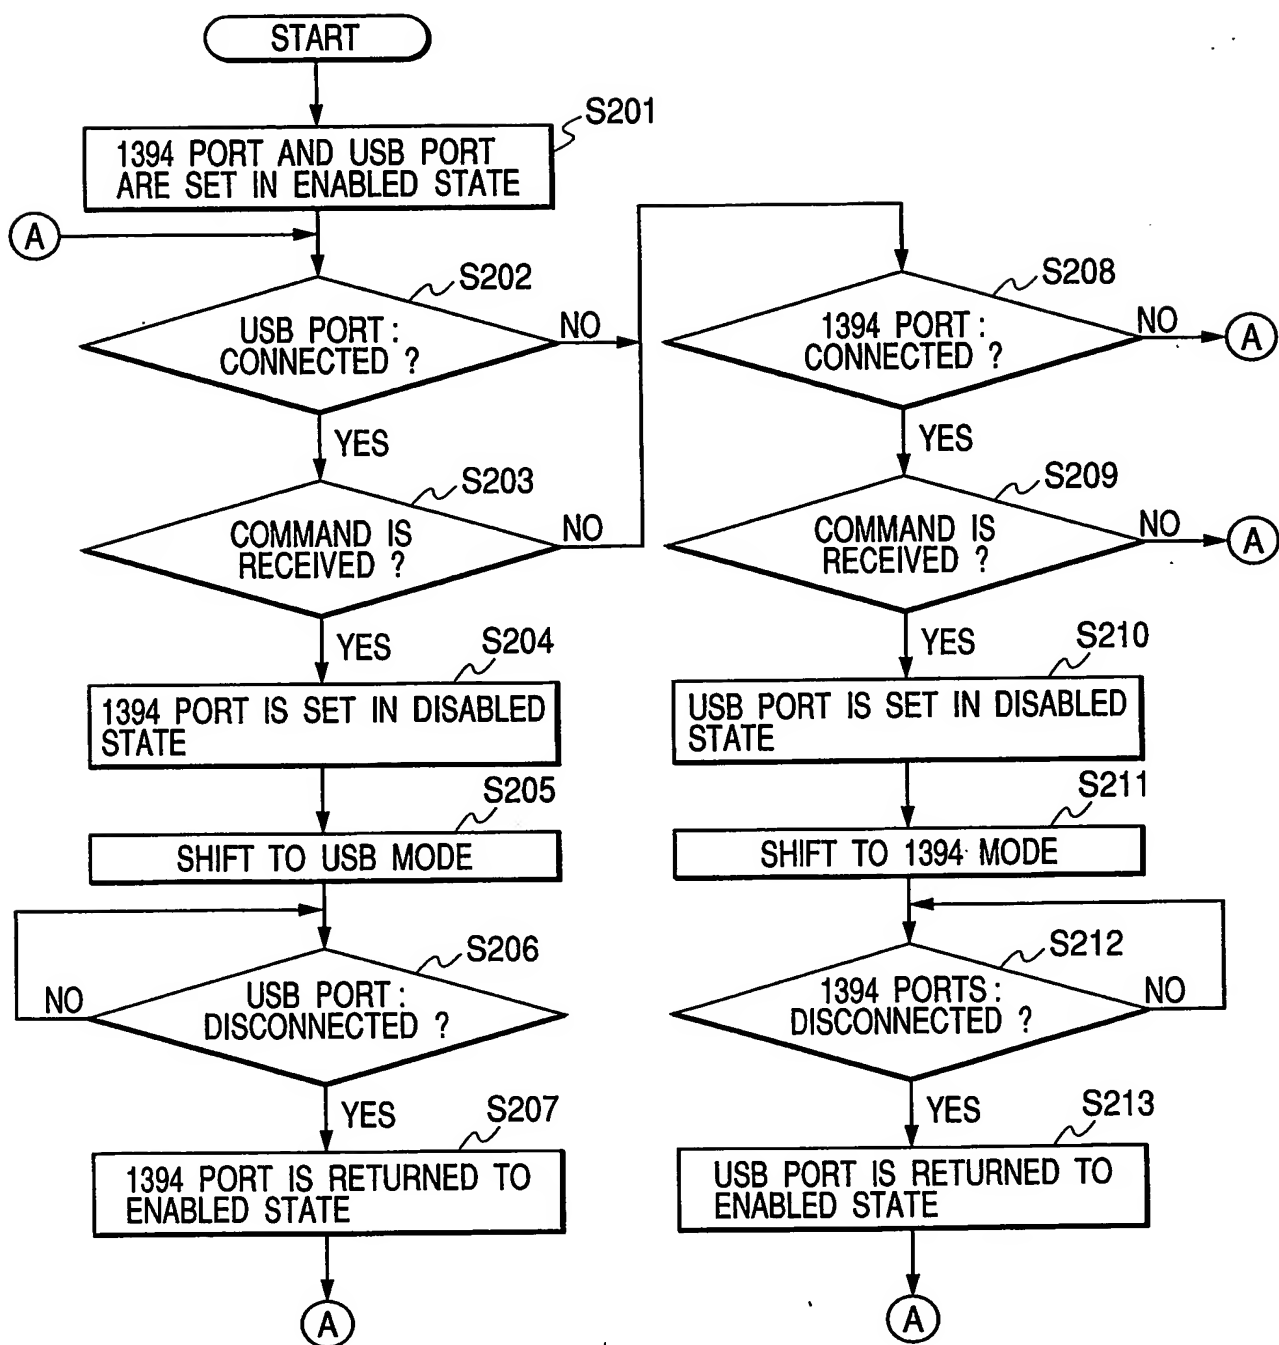 START
S201
1394 PORT AND USB PORT
ARE SET IN ENABLED STATE
A
S202
USB PORT :
CONNECTED ?
NO
YES
S203
COMMAND IS
RECEIVED ?
NO
YES
S204
1394 PORT IS SET IN DISABLED
STATE
S205
SHIFT TO USB MODE
S206
USB PORT :
DISCONNECTED ?
NO
YES
S207
1394 PORT IS RETURNED TO
ENABLED STATE
A
S208
1394 PORT :
CONNECTED ?
NO
A
YES
S209
COMMAND IS
RECEIVED ?
NO
A
YES
S210
USB PORT IS SET IN DISABLED
STATE
S211
SHIFT TO 1394 MODE
S212
1394 PORTS :
DISCONNECTED ?
NO
YES
S213
USB PORT IS RETURNED TO
ENABLED STATE
A